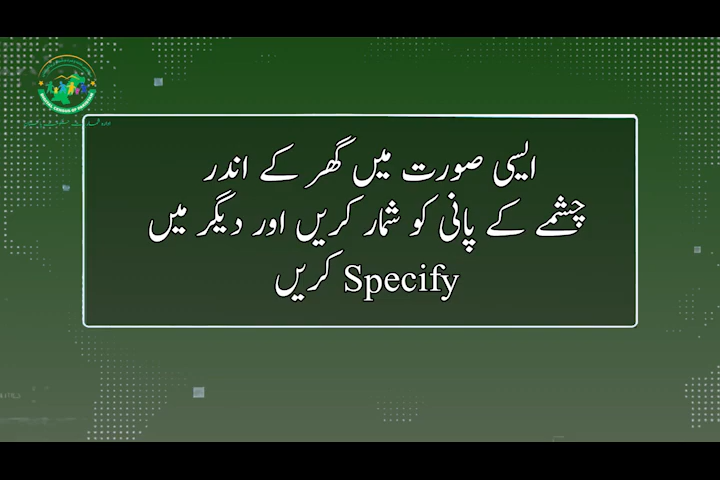 ایسی صورت میں گھر کے اندر
چشمے کے پانی کو شمار کریں اور دیگر میں
Specify کریں